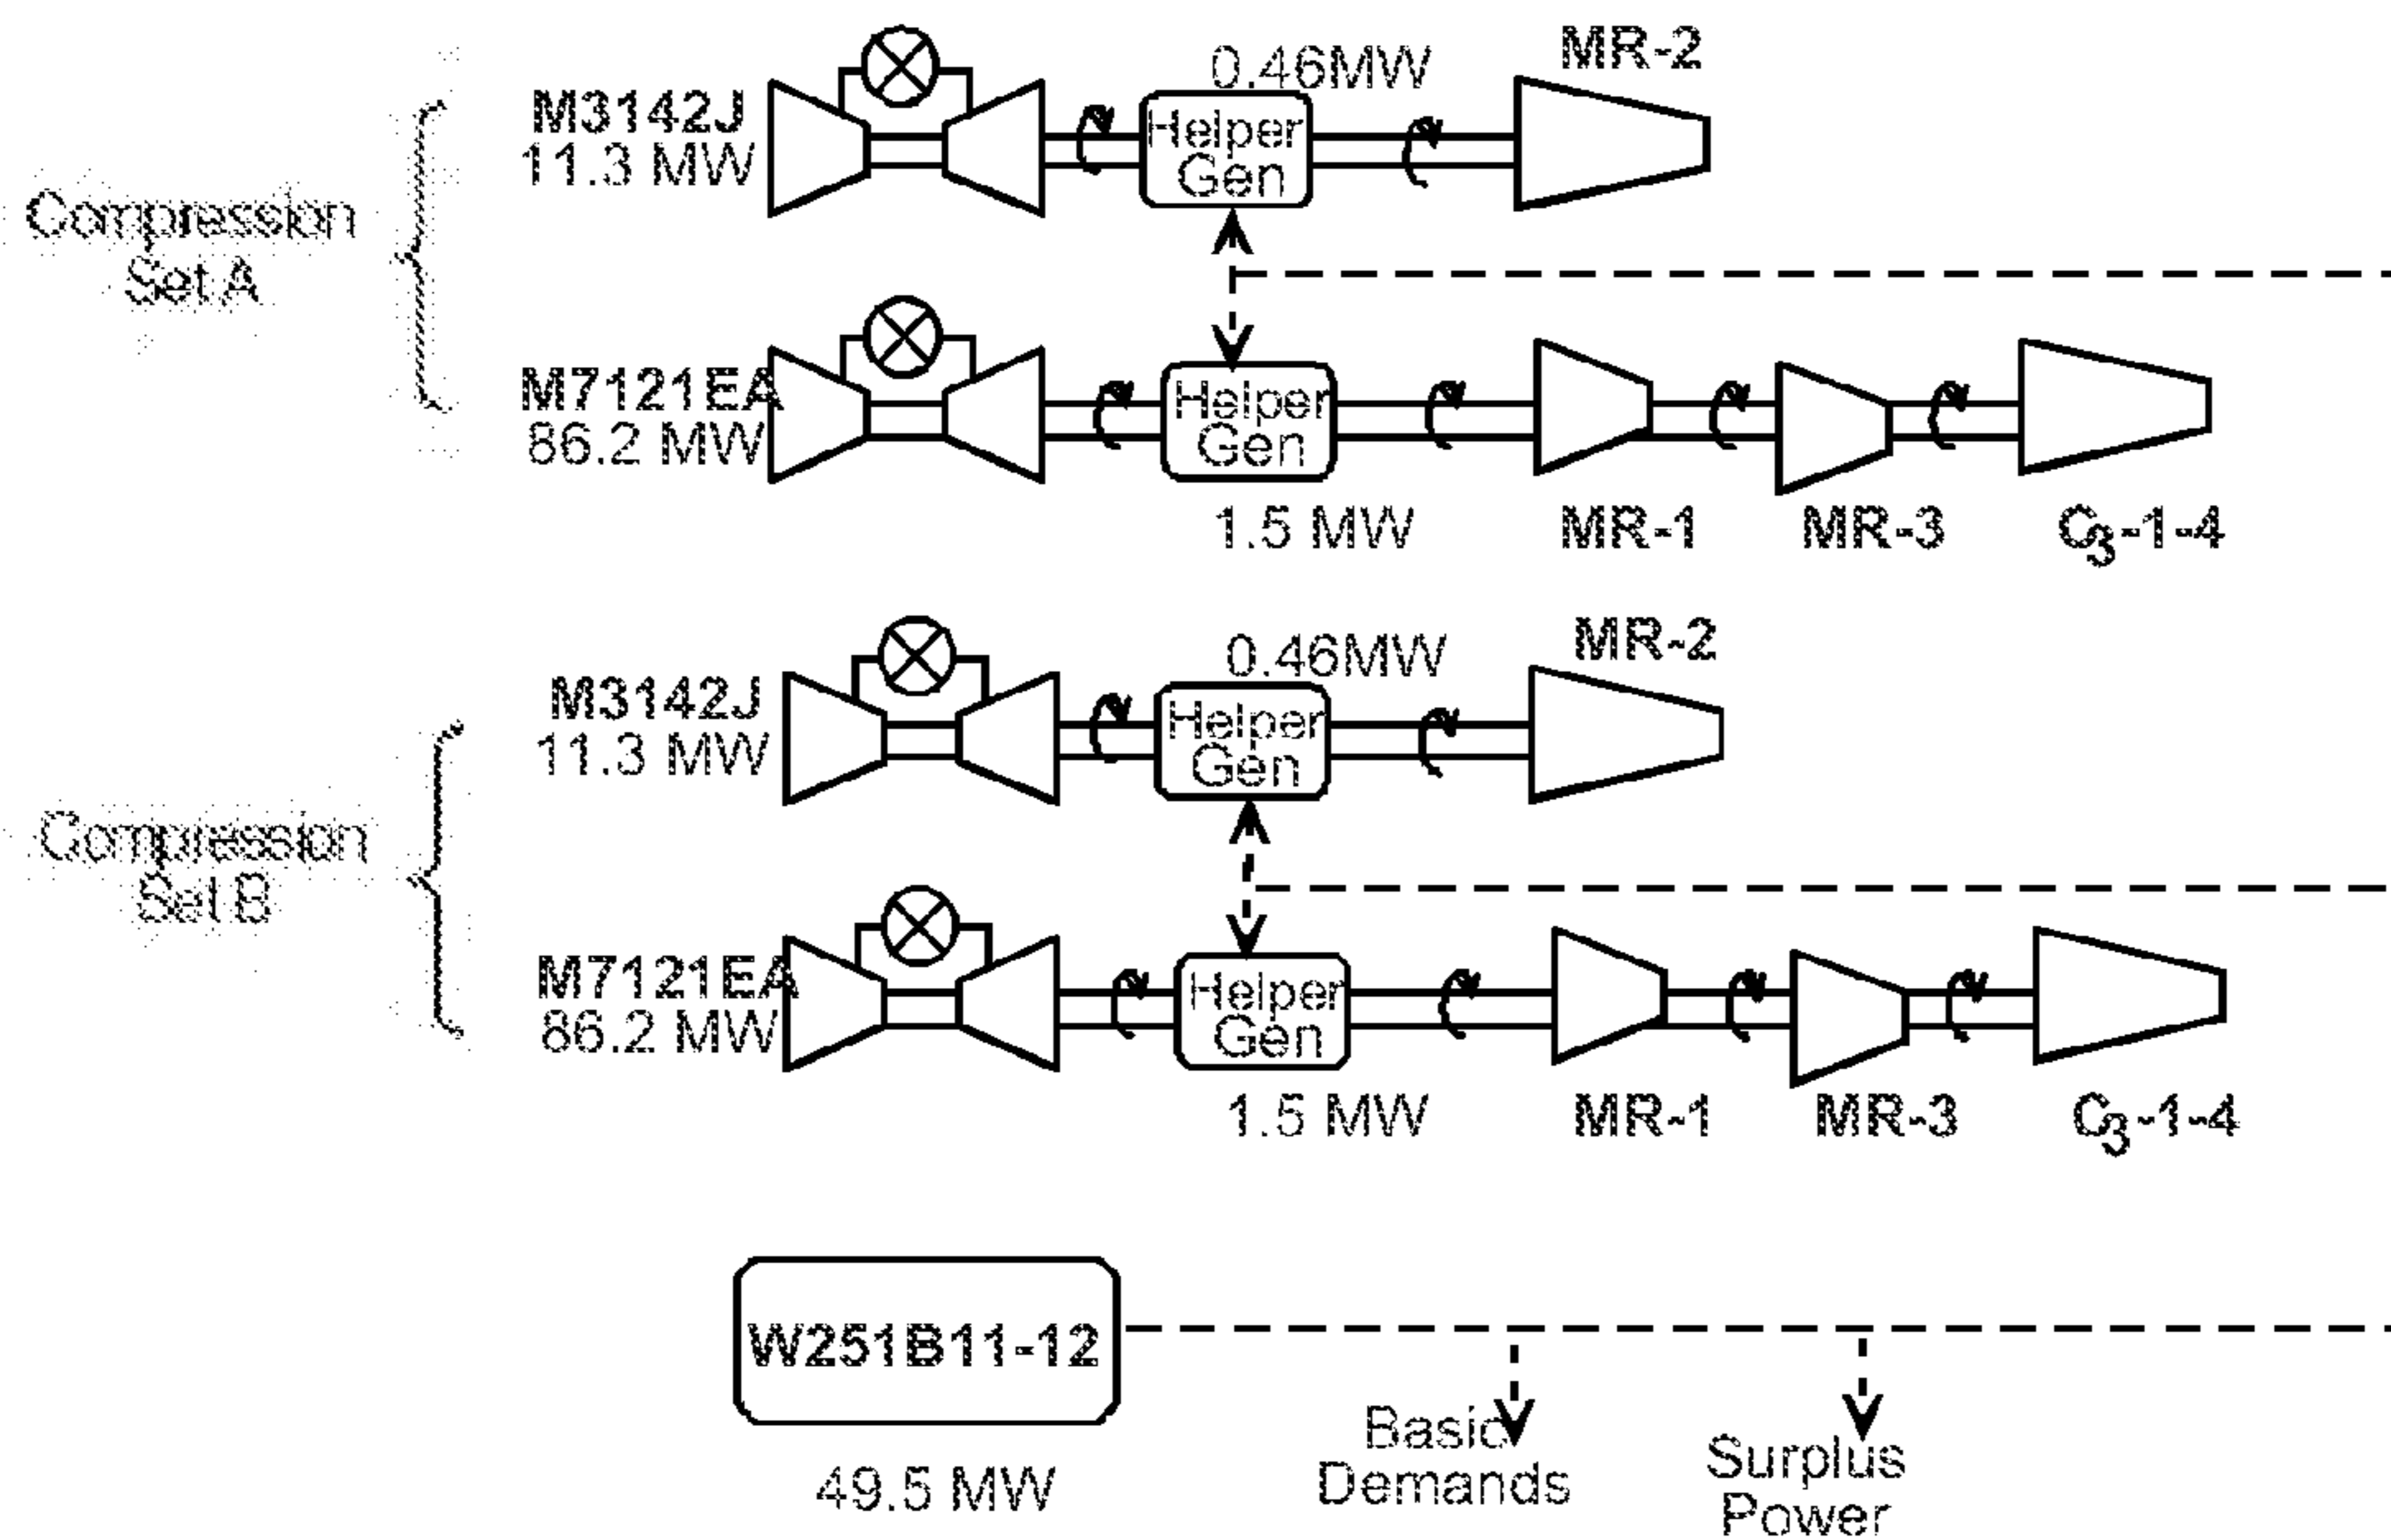 0.46MW
MR-2
M3142J
11.3 MW
Helper
Gen
Compression
Set A
M7121EA
86.2 MW
Helper
Gen
1.5 MW
MR-1
MR-3
C3-1-4
0.46MW
MR-2
M3142J
11.3 MW
Helper
Gen
Compression
Set B
M7121EA
86.2 MW
Helper
Gen
1.5 MW
MR-1
MR-3
C3-1-4
W251B11-12
49.5 MW
Basic
Demands
Surplus
Power